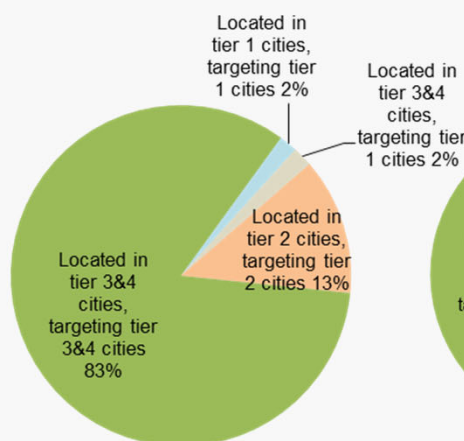 Located in
tier 1 cities,
targeting tier
1 cities 2%
Located in
tier 3&4
cities,
targeting tier
1 cities 2%
Located in
tier 2 cities,
targeting tier
2 cities 13%
Located in
tier 3&4
cities,
targeting tier
3&4 cities
83%